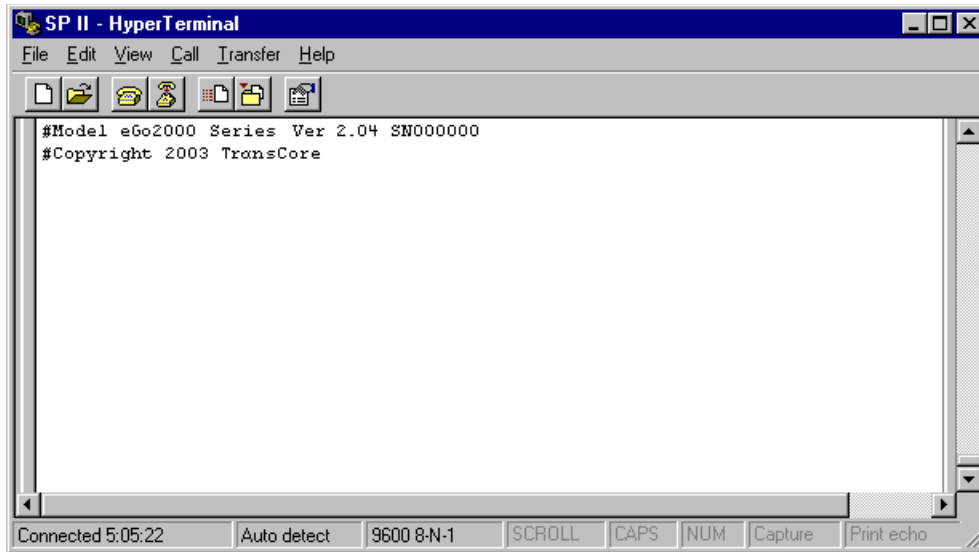 SP II - HyperTerminal
File Edit View Call Transfer Help
#Model eGo2000 Series Ver 2.04 SN000000
#Copyright 2003 TransCore
Connected 5:05:22 Auto detect 9600 8-N-1 SCROLL CAPS NUM Capture Print echo